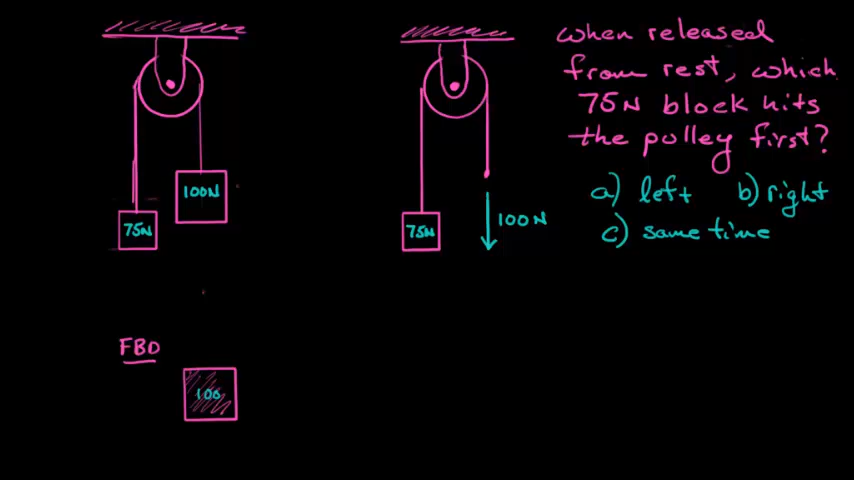 when released
from rest, which
75N block hits
the pulley first?
a) left b) right
c) same time
100N
75N
100N
75N
FBD
100